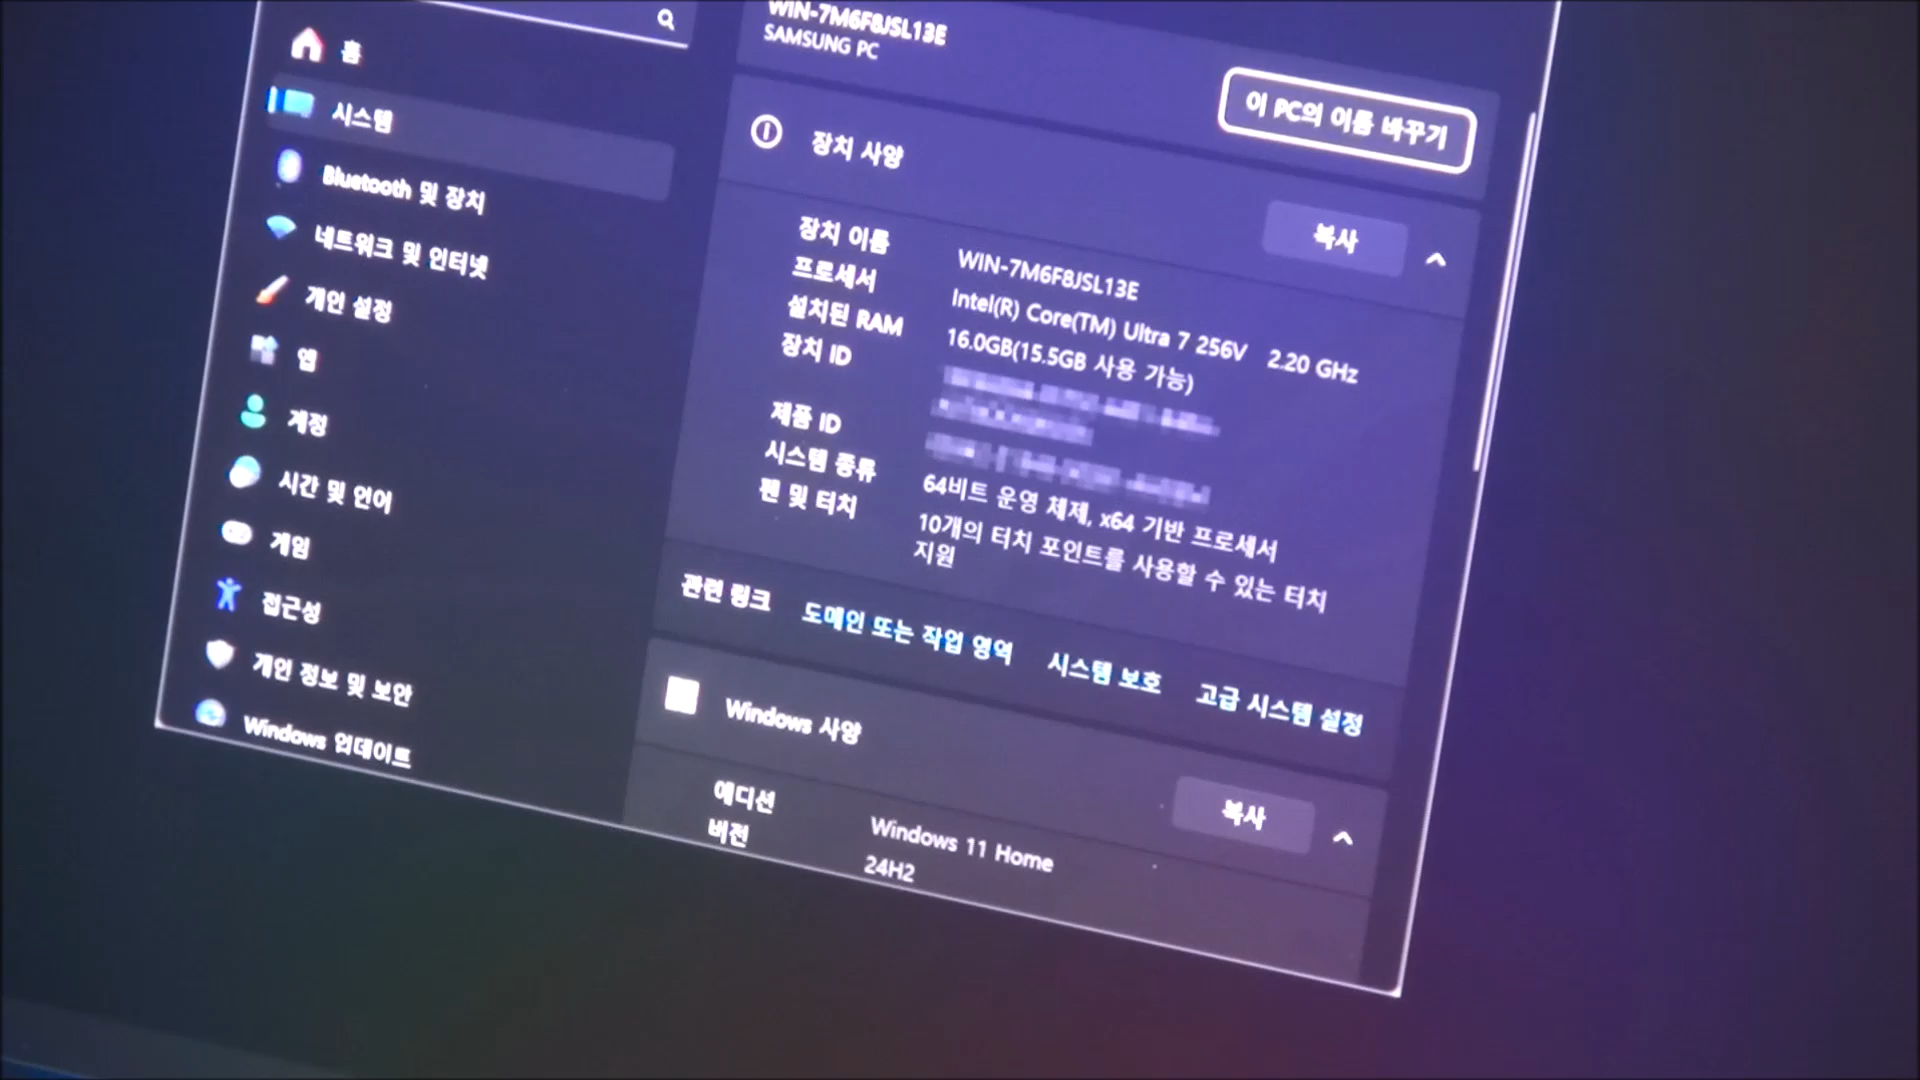 홈
시스템
Bluetooth 및 장치
네트워크 및 인터넷
개인 설정
앱
계정
시간 및 언어
게임
접근성
개인 정보 및 보안
Windows 업데이트
WIN-7M6F8JSL13E
SAMSUNG PC
이 PC의 이름 바꾸기
장치 사양
복사
장치 이름 WIN-7M6F8JSL13E
프로세서 Intel(R) Core(TM) Ultra 7 256V 2.20 GHz
설치된 RAM 16.0GB(15.5GB 사용 가능)
장치 ID
제품 ID
시스템 종류 64비트 운영 체제, x64 기반 프로세서
펜 및 터치 10개의 터치 포인트를 사용할 수 있는 터치
지원
관련 링크 도메인 또는 작업 영역 시스템 보호 고급 시스템 설정
Windows 사양
복사
에디션 Windows 11 Home
버전 24H2